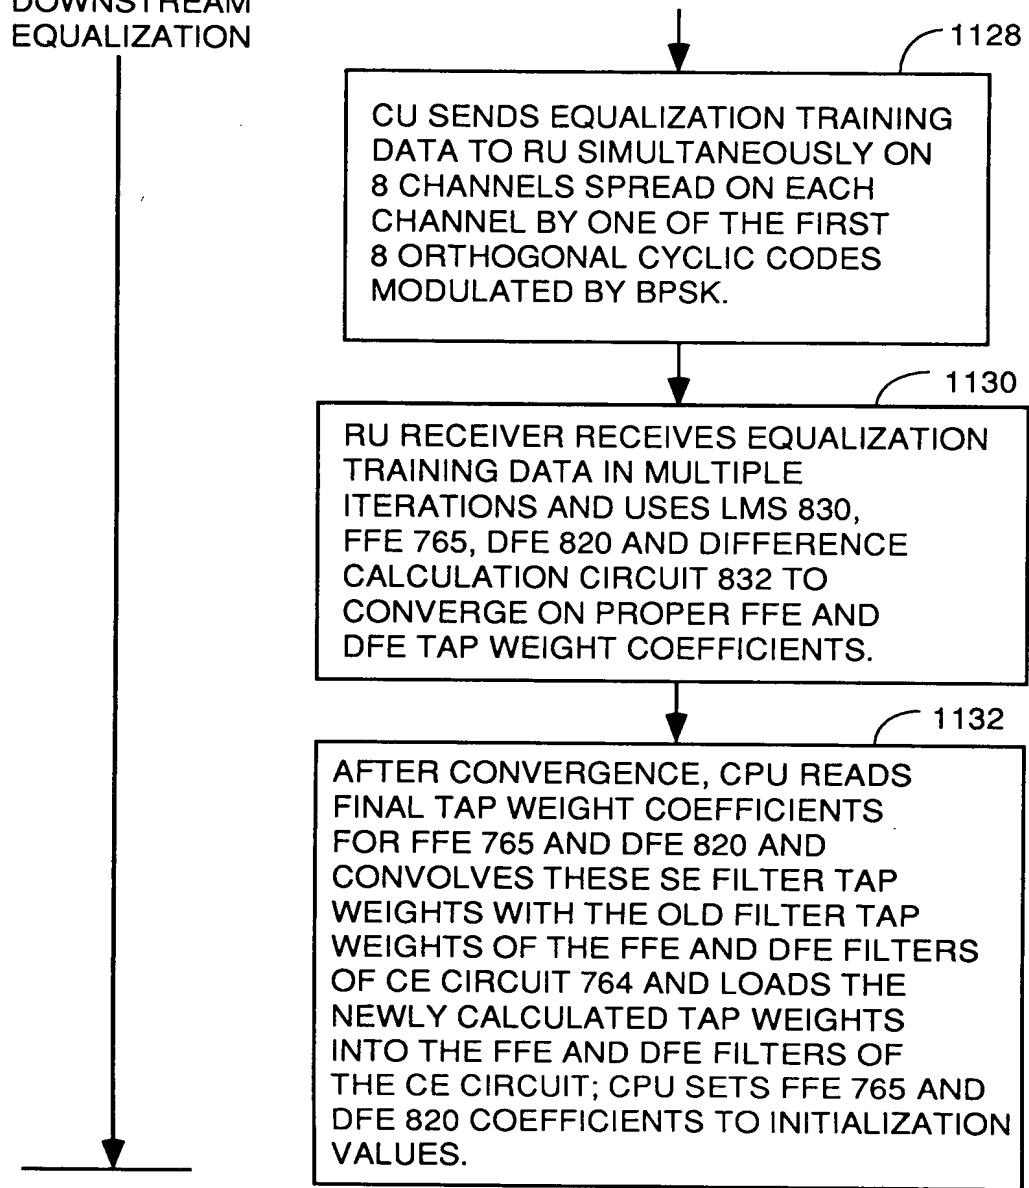 DOWNSTREAM
EQUALIZATION
1128
CU SENDS EQUALIZATION TRAINING
DATA TO RU SIMULTANEOUSLY ON
8 CHANNELS SPREAD ON EACH
CHANNEL BY ONE OF THE FIRST
8 ORTHOGONAL CYCLIC CODES
MODULATED BY BPSK.
1130
RU RECEIVER RECEIVES EQUALIZATION
TRAINING DATA IN MULTIPLE
ITERATIONS AND USES LMS 830,
FFE 765, DFE 820 AND DIFFERENCE
CALCULATION CIRCUIT 832 TO
CONVERGE ON PROPER FFE AND
DFE TAP WEIGHT COEFFICIENTS.
1132
AFTER CONVERGENCE, CPU READS
FINAL TAP WEIGHT COEFFICIENTS
FOR FFE 765 AND DFE 820 AND
CONVOLVES THESE SE FILTER TAP
WEIGHTS WITH THE OLD FILTER TAP
WEIGHTS OF THE FFE AND DFE FILTERS
OF CE CIRCUIT 764 AND LOADS THE
NEWLY CALCULATED TAP WEIGHTS
INTO THE FFE AND DFE FILTERS OF
THE CE CIRCUIT; CPU SETS FFE 765 AND
DFE 820 COEFFICIENTS TO INITIALIZATION
VALUES.